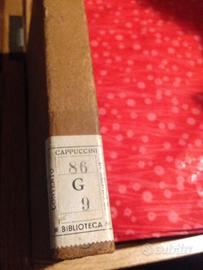 CAPPUCCINI
CONVENTO
86
G
9
BIBLIOTECA
subito